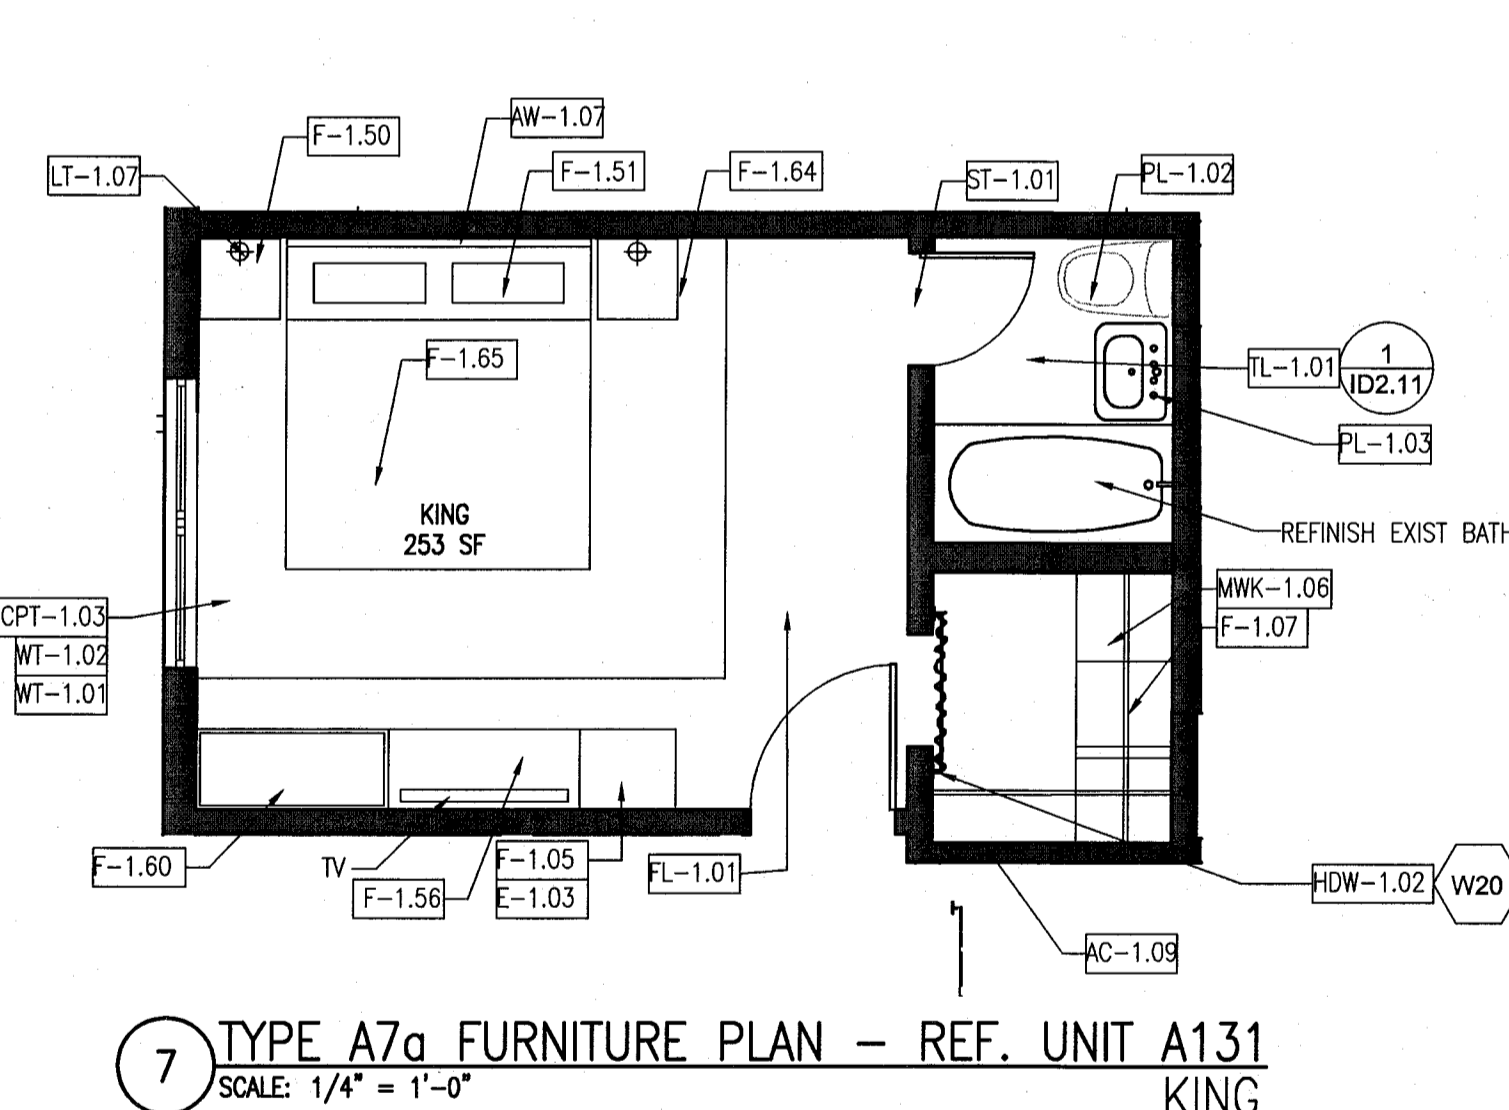 AW-1.07
F-1.50
F-1.51
F-1.64
LT-1.07
ST-1.01
PL-1.02
F-1.65
TL-1.01
1
ID2.11
PL-1.03
KING
253 SF
REFINISH EXIST BATH
CPT-1.03
WT-1.02
WT-1.01
MWK-1.06
F-1.07
F-1.60
TV
F-1.56
F-1.05
E-1.03
FL-1.01
HDW-1.02
W20
AC-1.09
7
TYPE A7a FURNITURE PLAN - REF. UNIT A131
SCALE: 1/4" = 1'-0"
KING